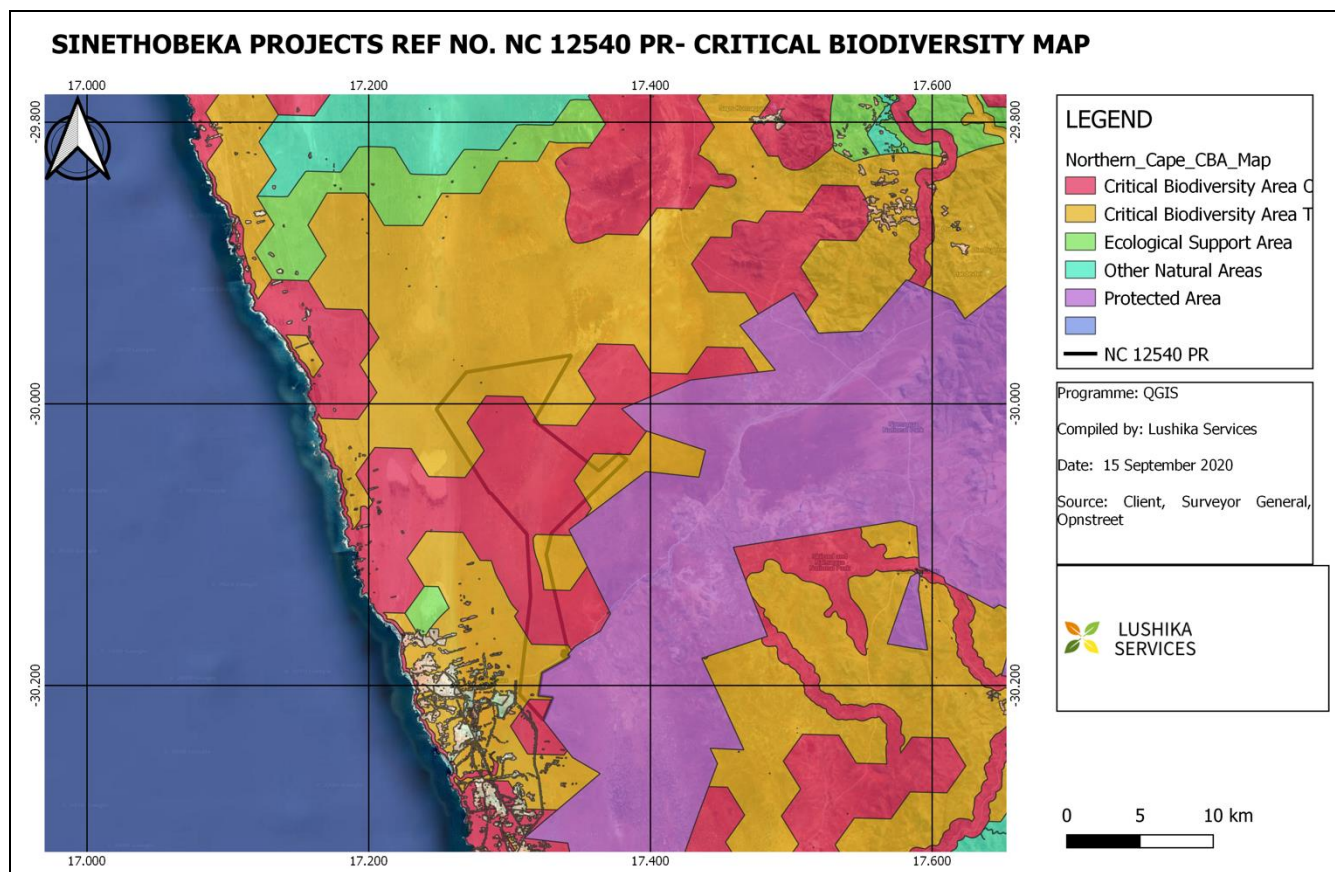 SINETHOBEKA PROJECTS REF NO. NC 12540 PR- CRITICAL BIODIVERSITY MAP
17.000 17.200 17.400 17.600
-29.800 -29.800
-30.000 -30.000
-30.200 -30.200
17.000 17.200 17.400 17.600
LEGEND
Northern_Cape_CBA_Map
Critical Biodiversity Area O
Critical Biodiversity Area T
Ecological Support Area
Other Natural Areas
Protected Area
NC 12540 PR
Programme: QGIS
Compiled by: Lushika Services
Date: 15 September 2020
Source: Client, Surveyor General,
Opnstreet
LUSHIKA
SERVICES
0 5 10 km